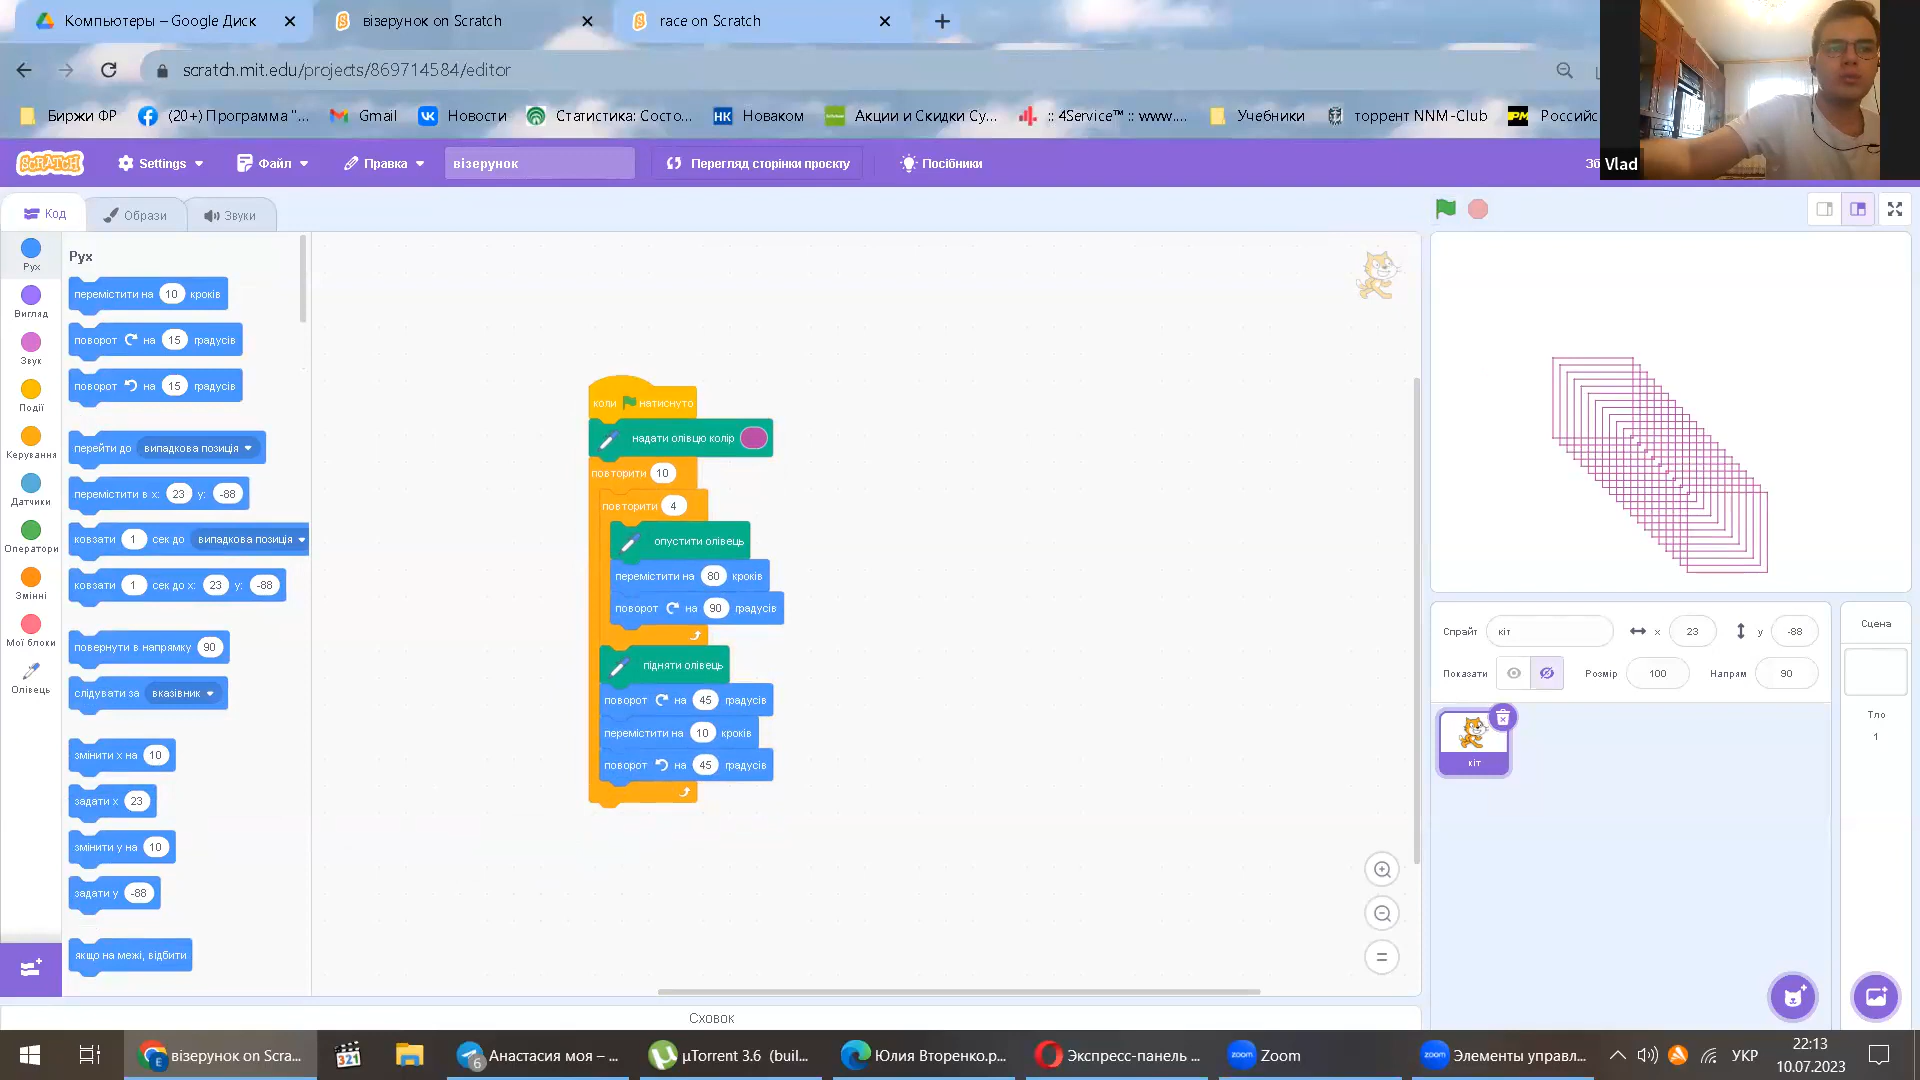 Компьютеры – Google Диск
візерунок on Scratch
race on Scratch
scratch.mit.edu/projects/869714584/editor
Биржи ФР
(20+) Программа "...
Gmail
Новости
Статистика: Состо...
НК Новаком
Акции и Скидки Су...
:: 4Service™ :: www....
Учебники
торрент NNM-Club
PM Российс
Vlad
SCRATCH
Settings
Файл
Правка
візерунок
Перегляд сторінки проєкту
Посібники
Зб
Код
Образи
Звуки
Рух
Вигляд
Звук
Події
Керування
Датчики
Оператори
Змінні
Мої блоки
Олівець
Рух
перемістити на 10 кроків
поворот на 15 градусів
поворот на 15 градусів
перейти до випадкова позиція
перемістити в x: 23 y: -88
ковзати 1 сек до випадкова позиція
ковзати 1 сек до x: 23 y: -88
повернути в напрямку 90
слідувати за вказівник
змінити x на 10
задати x 23
змінити y на 10
задати y -88
якщо на межі, відбити
коли натиснуто
надати олівцю колір
повторити 10
повторити 4
опустити олівець
перемістити на 80 кроків
поворот на 90 градусів
підняти олівець
поворот на 45 градусів
перемістити на 10 кроків
поворот на 45 градусів
Сховок
Спрайт кіт x 23 y -88
Показати Розмір 100 Напрям 90
кіт
Сцена
Тло
1
візерунок on Scra...
321
6 Анастасия моя – ...
µTorrent 3.6 (buil...
Юлия Вторенко.p...
Экспресс-панель ...
zoom Zoom
zoom Элементы управл...
УКР
22:13
10.07.2023